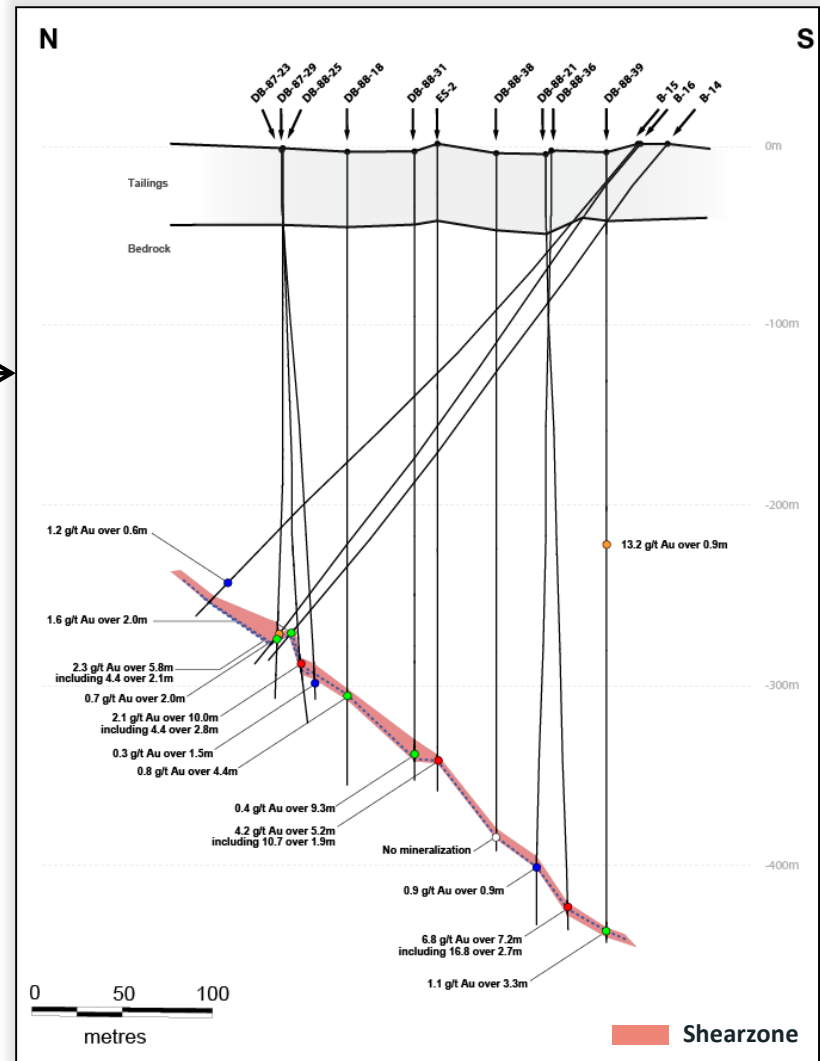 N
S
DB-87-23
DB-87-29
DB-88-25
DB-88-18
DB-88-31
ES-2
DB-88-38
DB-88-21
DB-88-36
DB-88-39
B-15
B-16
B-14
0m
Tailings
Bedrock
-100m
-200m
1.2 g/t Au over 0.6m
13.2 g/t Au over 0.9m
1.6 g/t Au over 2.0m
2.3 g/t Au over 5.8m
including 4.4 over 2.1m
0.7 g/t Au over 2.0m
-300m
2.1 g/t Au over 10.0m
including 4.4 over 2.8m
0.3 g/t Au over 1.5m
0.8 g/t Au over 4.4m
0.4 g/t Au over 9.3m
4.2 g/t Au over 5.2m
including 10.7 over 1.9m
No mineralization
-400m
0.9 g/t Au over 0.9m
6.8 g/t Au over 7.2m
including 16.8 over 2.7m
1.1 g/t Au over 3.3m
0 50 100
metres
Shearzone